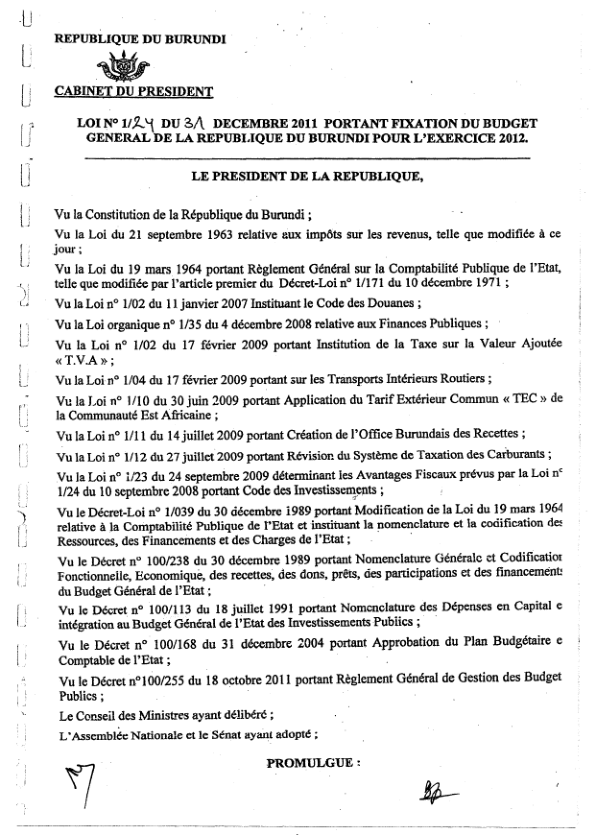 REPUBLIQUE DU BURUNDI
CABINET DU PRESIDENT
LOI N° 1/24 DU 31 DECEMBRE 2011 PORTANT FIXATION DU BUDGET
GENERAL DE LA REPUBLIQUE DU BURUNDI POUR L'EXERCICE 2012.
LE PRESIDENT DE LA REPUBLIQUE,
Vu la Constitution de la République du Burundi ;
Vu la Loi du 21 septembre 1963 relative aux impôts sur les revenus, telle que modifiée à ce
jour ;
Vu la Loi du 19 mars 1964 portant Règlement Général sur la Comptabilité Publique de l'Etat,
telle que modifiée par l'article premier du Décret-Loi n° 1/171 du 10 décembre 1971 ;
Vu la Loi n° 1/02 du 11 janvier 2007 Instituant le Code des Douanes ;
Vu la Loi organique n° 1/35 du 4 décembre 2008 relative aux Finances Publiques ;
Vu la Loi n° 1/02 du 17 février 2009 portant Institution de la Taxe sur la Valeur Ajoutée
« T.V.A » ;
Vu la Loi n° 1/04 du 17 février 2009 portant sur les Transports Intérieurs Routiers ;
Vu la Loi n° 1/10 du 30 juin 2009 portant Application du Tarif Extérieur Commun « TEC » de
la Communauté Est Africaine ;
Vu la Loi n° 1/11 du 14 juillet 2009 portant Création de l'Office Burundais des Recettes ;
Vu la Loi n° 1/12 du 27 juillet 2009 portant Révision du Système de Taxation des Carburants ;
Vu la Loi n° 1/23 du 24 septembre 2009 déterminant les Avantages Fiscaux prévus par la Loi n°
1/24 du 10 septembre 2008 portant Code des Investissements ;
Vu le Décret-Loi n° 1/039 du 30 décembre 1989 portant Modification de la Loi du 19 mars 1964
relative à la Comptabilité Publique de l'Etat et instituant la nomenclature et la codification des
Ressources, des Financements et des Charges de l'Etat ;
Vu le Décret n° 100/238 du 30 décembre 1989 portant Nomenclature Générale et Codification
Fonctionnelle, Economique, des recettes, des dons, prêts, des participations et des financements
du Budget Général de l'Etat ;
Vu le Décret n° 100/113 du 18 juillet 1991 portant Nomenclature des Dépenses en Capital e
intégration au Budget Général de l'Etat des Investissements Publics ;
Vu le Décret n° 100/168 du 31 décembre 2004 portant Approbation du Plan Budgétaire e
Comptable de l'Etat ;
Vu le Décret n°100/255 du 18 octobre 2011 portant Règlement Général de Gestion des Budget
Publics ;
Le Conseil des Ministres ayant délibéré ;
L'Assemblée Nationale et le Sénat ayant adopté ;
PROMULGUE :